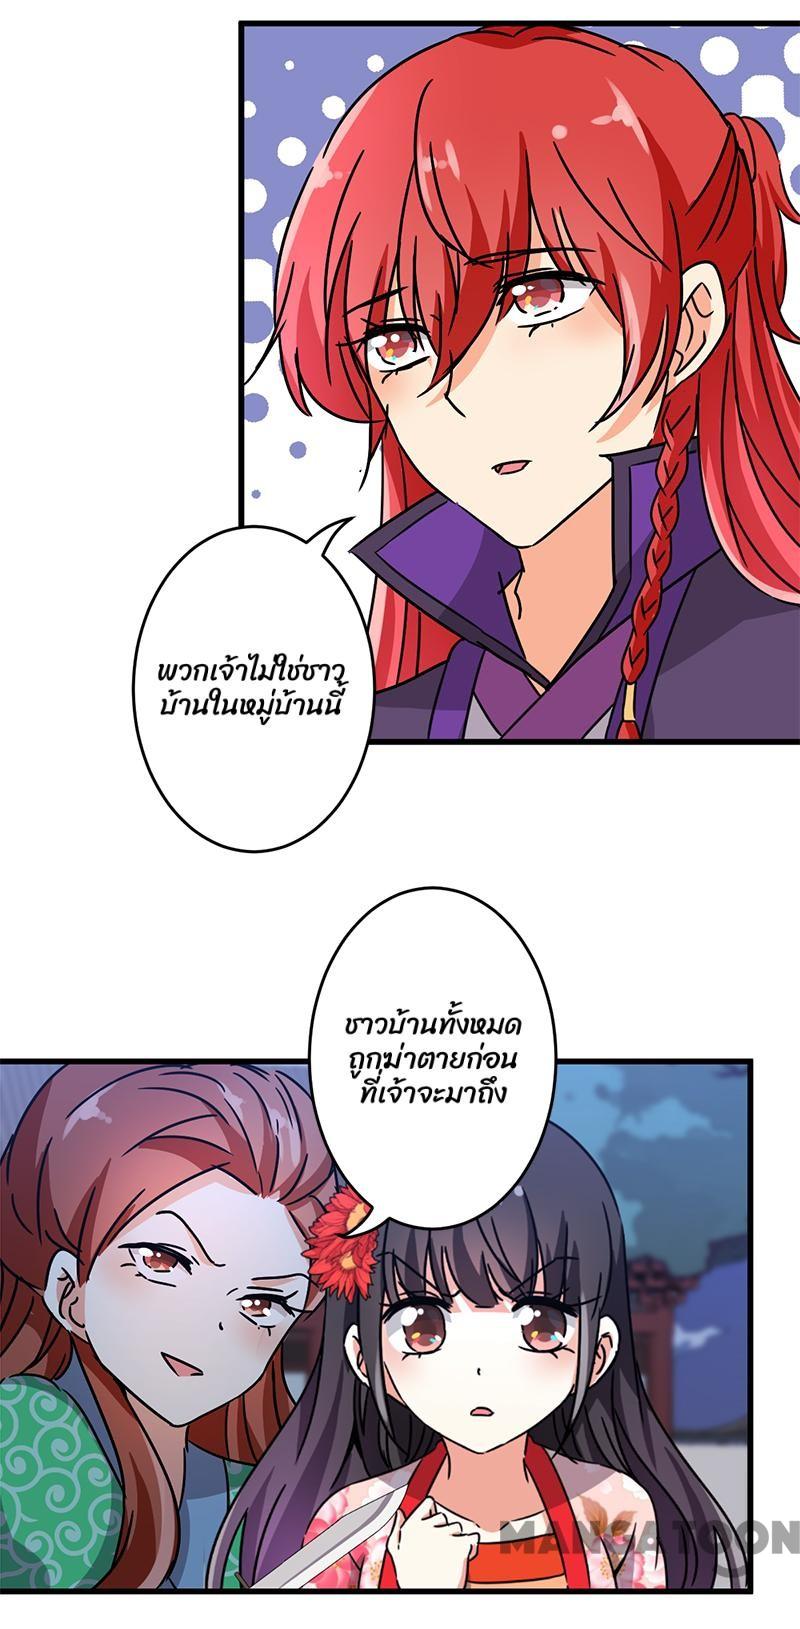 พวกเจ้าไม่ใช่ชาว
บ้านในหมู่บ้านนี้
ชาวบ้านทั้งหมด
ถูกฆ่าตายก่อน
ที่เจ้าจะมาถึง
MANGATOON